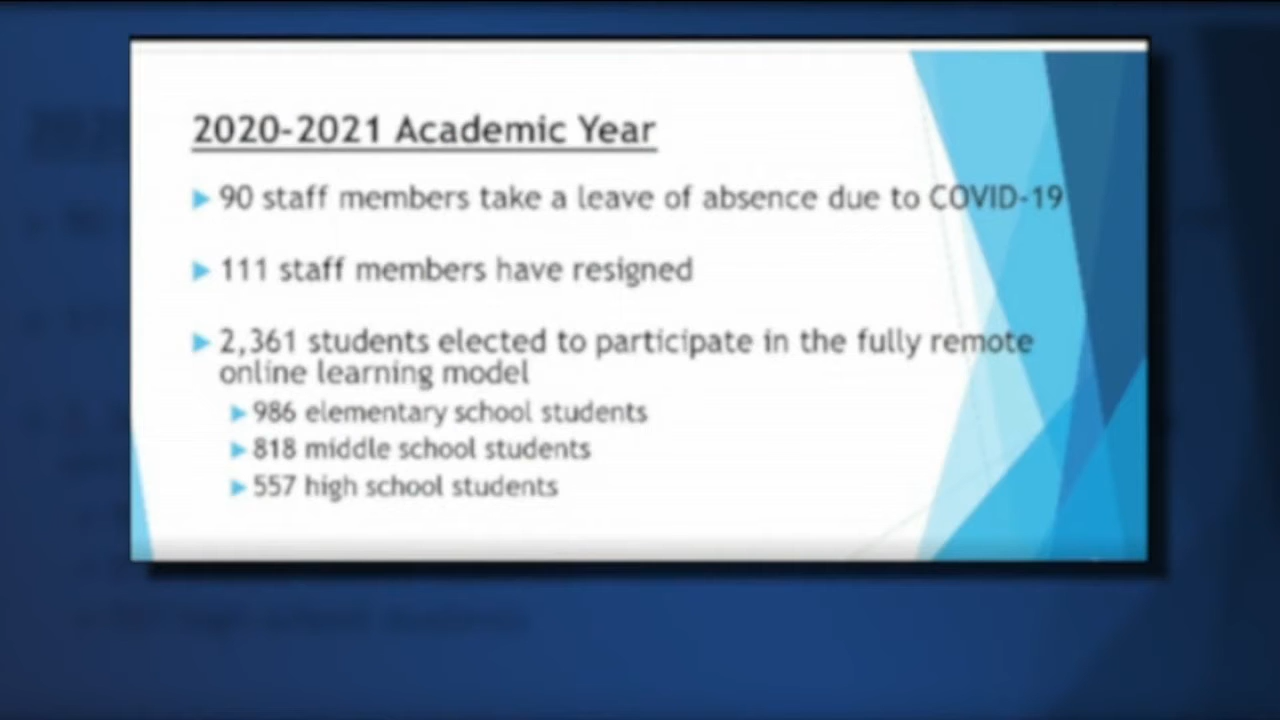 2020-2021 Academic Year
90 staff members take a leave of absence due to COVID-19
111 staff members have resigned
2,361 students elected to participate in the fully remote
online learning model
986 elementary school students
818 middle school students
557 high school students